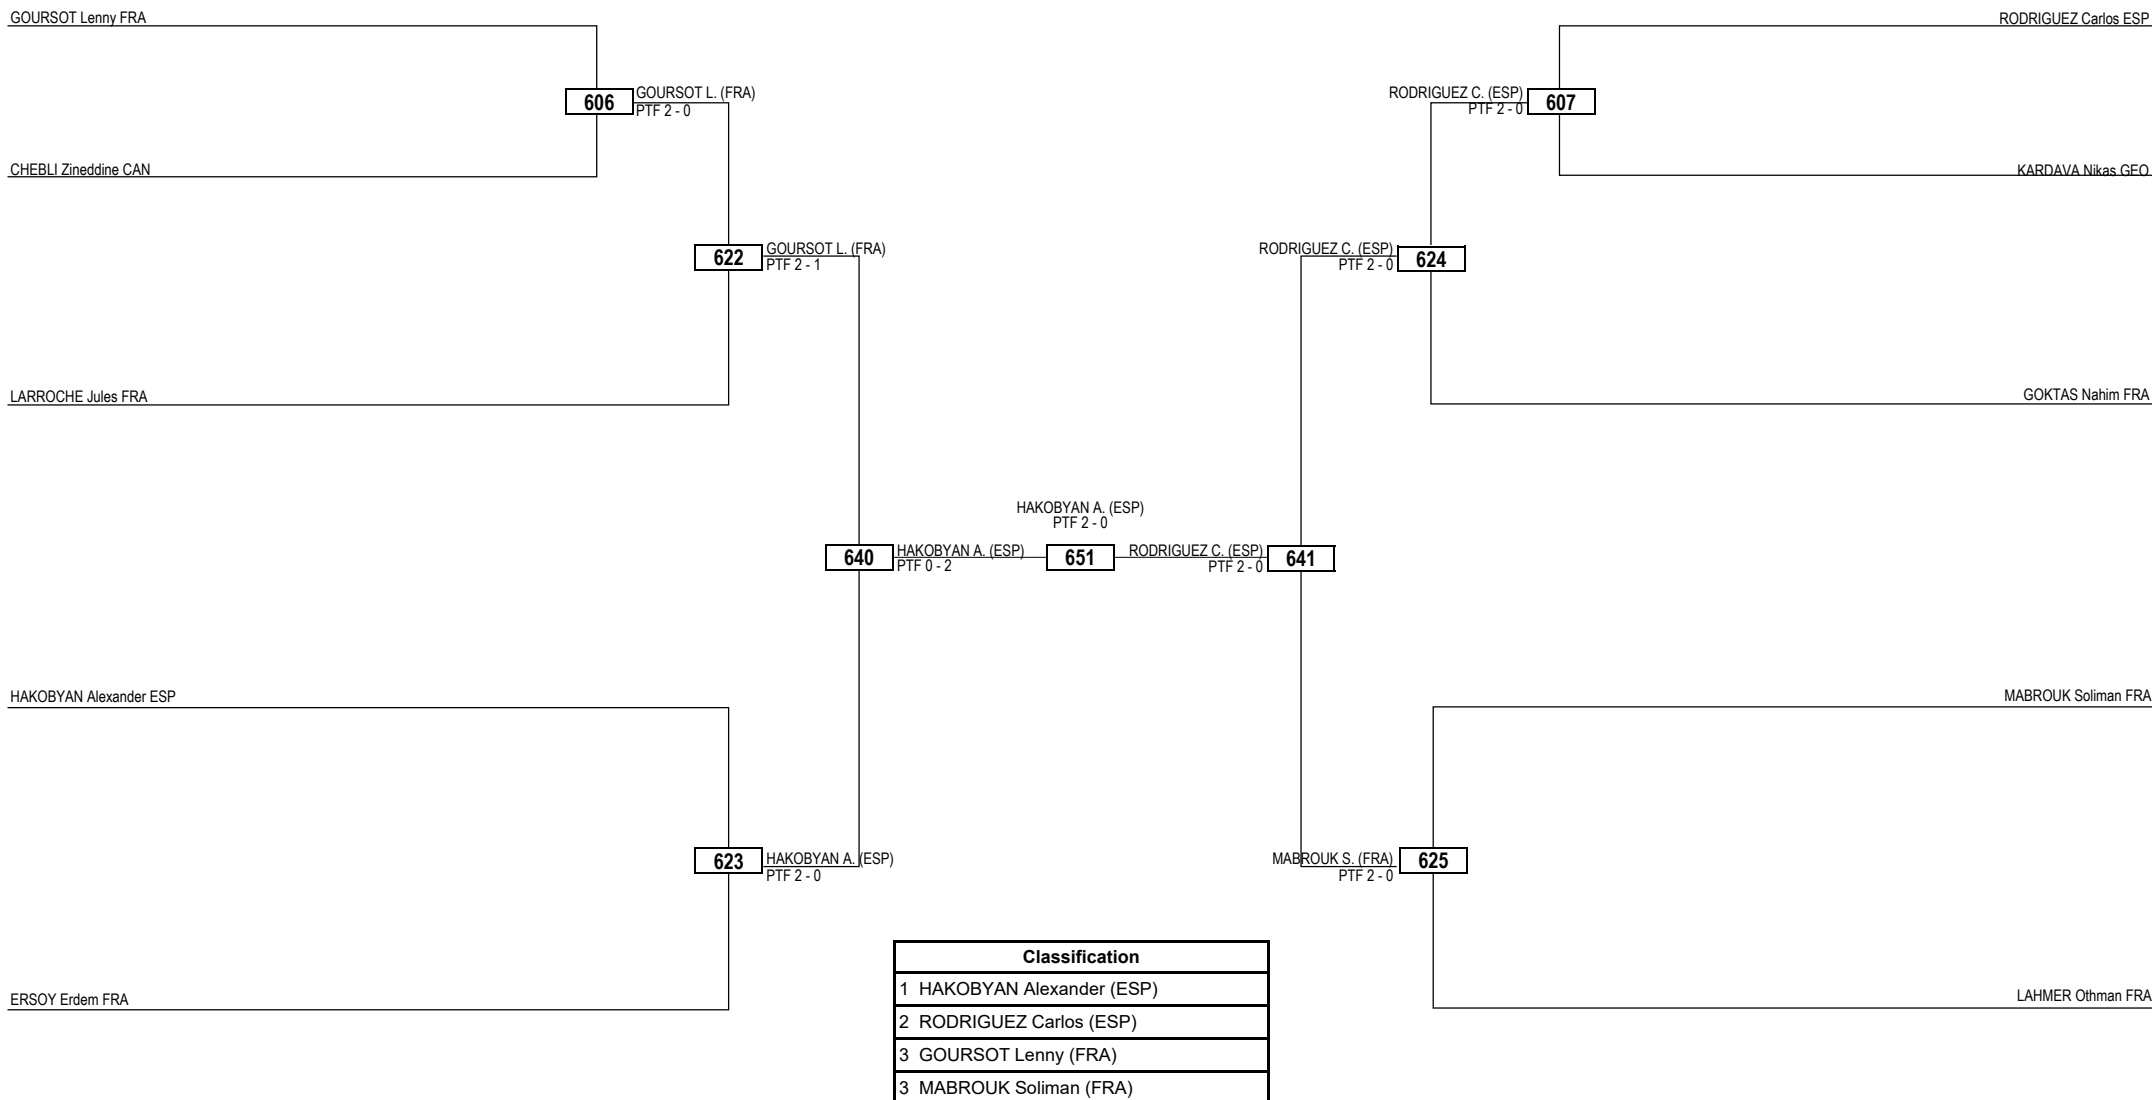 GOURSOT Lenny FRA
RODRIGUEZ Carlos ESP
606
GOURSOT L. (FRA)
PTF 2 - 0
RODRIGUEZ C. (ESP)
PTF 2 - 0
607
CHEBLI Zineddine CAN
KARDAVA Nikas GEO
622
GOURSOT L. (FRA)
PTF 2 - 1
RODRIGUEZ C. (ESP)
PTF 2 - 0
624
LARROCHE Jules FRA
GOKTAS Nahim FRA
HAKOBYAN A. (ESP)
PTF 2 - 0
640
HAKOBYAN A. (ESP)
PTF 0 - 2
651
RODRIGUEZ C. (ESP)
PTF 2 - 0
641
HAKOBYAN Alexander ESP
MABROUK Soliman FRA
623
HAKOBYAN A. (ESP)
PTF 2 - 0
MABROUK S. (FRA)
PTF 2 - 0
625
ERSOY Erdem FRA
LAHMER Othman FRA
Classification
1 HAKOBYAN Alexander (ESP)
2 RODRIGUEZ Carlos (ESP)
3 GOURSOT Lenny (FRA)
3 MABROUK Soliman (FRA)